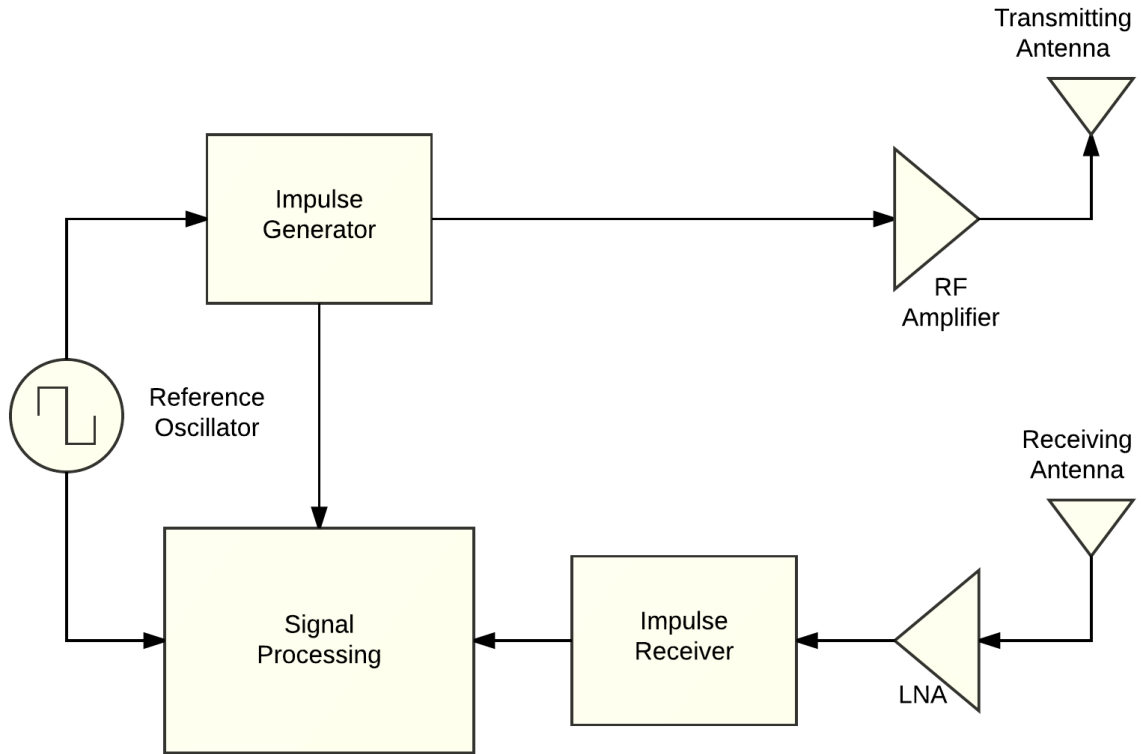 Transmitting
Antenna
Impulse
Generator
RF
Amplifier
Reference
Oscillator
Receiving
Antenna
Signal
Processing
Impulse
Receiver
LNA